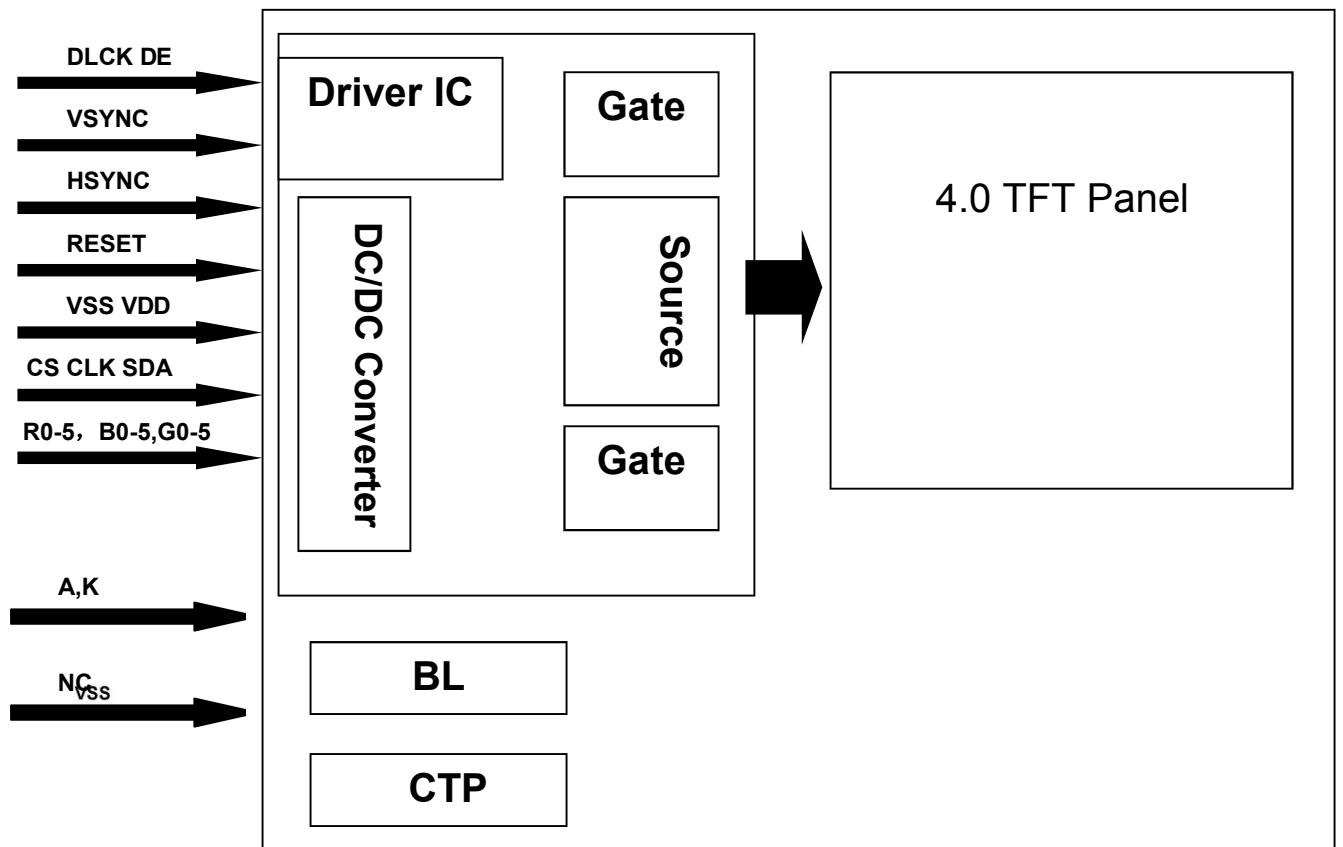 DLCK DE
VSYNC
HSYNC
RESET
VSS VDD
CS CLK SDA
R0-5，B0-5,G0-5
A,K
NC
VSS
Driver IC
DC/DC Converter
Gate
Source
Gate
4.0 TFT Panel
BL
CTP